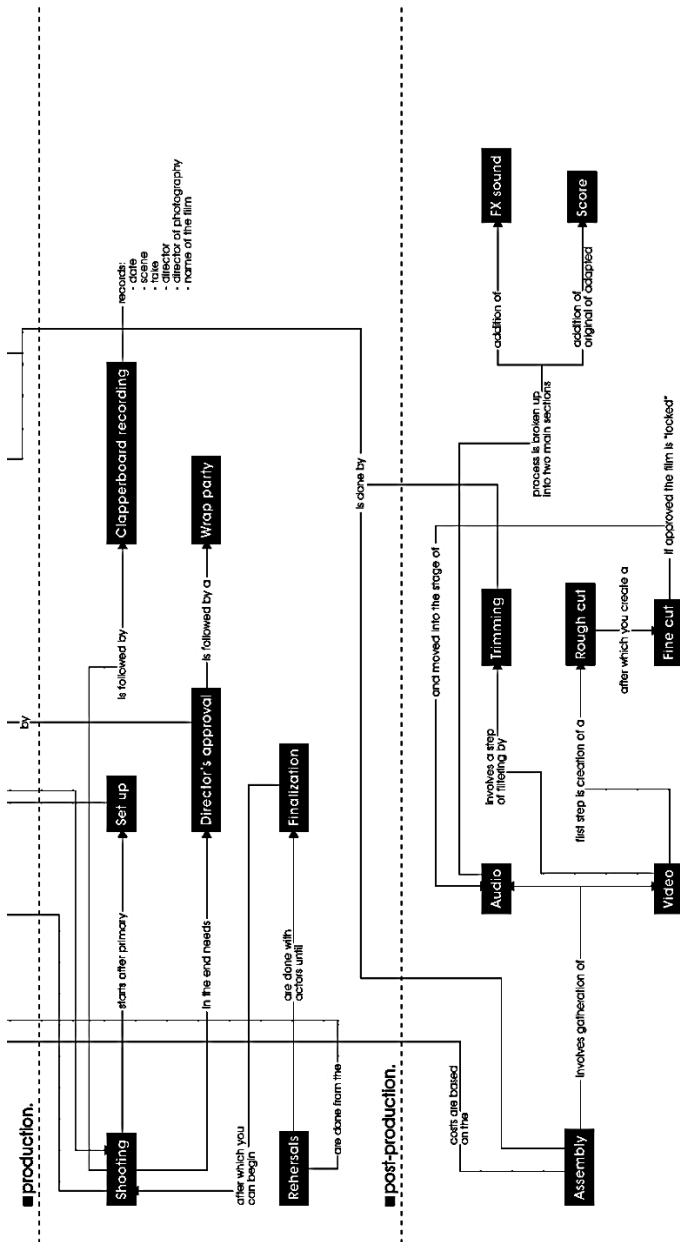 production.
by
Shooting
starts after primary
Set up
is followed by
Clapperboard recording
records:
- date
- scene
- take
- director
- director of photography
- name of the film
in the end needs
Director's approval
is followed by a
Wrap party
after which you
can begin
Rehersals
are done with
actors until
Finalization
are done from the
is done by
post-production.
costs are based
on the
Assembly
involves gatheration of
Audio
Video
and moved into the stage of
process is broken up
into two main sections
addition of
FX sound
addition of
original of adapted
Score
involves a step
of filtering by
Trimming
first step is creation of a
Rough cut
after which you create a
Fine cut
if approved the film is "locked"